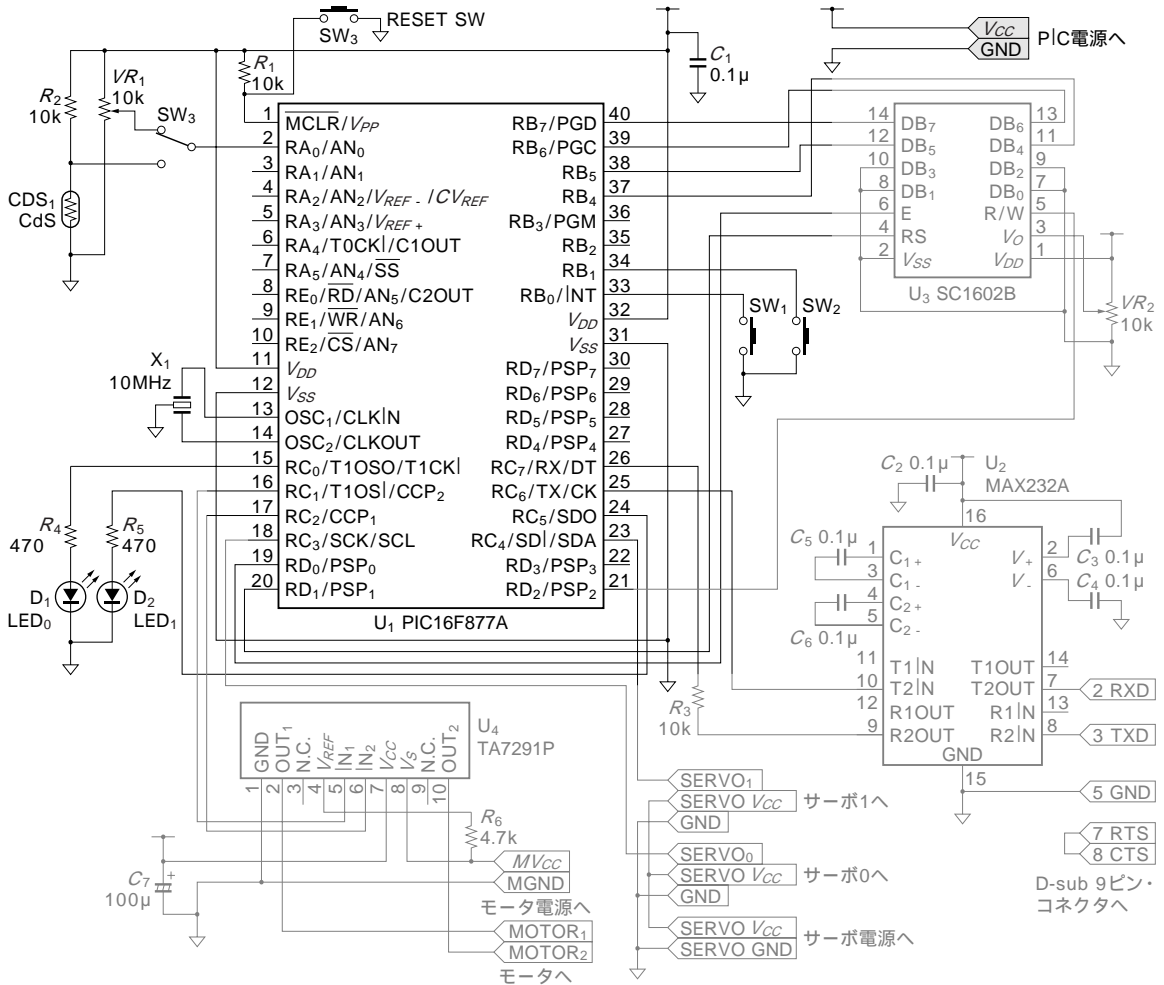 RESET SW
SW3
VCC
GND
PIC電源へ
C1
0.1μ
R1
10k
R2
10k
VR1
10k
SW3
CDS1
CdS
1 MCLR/VPP
2 RA0/AN0
3 RA1/AN1
4 RA2/AN2/VREF - /CVREF
5 RA3/AN3/VREF +
6 RA4/T0CKI/C1OUT
7 RA5/AN4/SS
8 RE0/RD/AN5/C2OUT
9 RE1/WR/AN6
10 RE2/CS/AN7
11 VDD
12 VSS
13 OSC1/CLKIN
14 OSC2/CLKOUT
15 RC0/T1OSO/T1CKI
16 RC1/T1OSI/CCP2
17 RC2/CCP1
18 RC3/SCK/SCL
19 RD0/PSP0
20 RD1/PSP1
RB7/PGD 40
RB6/PGC 39
RB5 38
RB4 37
RB3/PGM 36
RB2 35
RB1 34
RB0/INT 33
VDD 32
VSS 31
RD7/PSP7 30
RD6/PSP6 29
RD5/PSP5 28
RD4/PSP4 27
RC7/RX/DT 26
RC6/TX/CK 25
RC5/SDO 24
RC4/SDI/SDA 23
RD3/PSP3 22
RD2/PSP2 21
U1 PIC16F877A
X1
10MHz
R4
470
R5
470
D1
LED0
D2
LED1
SW1
SW2
14 DB7
12 DB5
10 DB3
8 DB1
6 E
4 RS
2 VSS
DB6 13
DB4 11
DB2 9
DB0 7
R/W 5
VO 3
VDD 1
U3 SC1602B
VR2
10k
C2 0.1μ
U2
MAX232A
16
VCC
C5 0.1μ
1 C1+
3 C1-
4 C2+
5 C2-
C6 0.1μ
V+ 2
V- 6
C3 0.1μ
C4 0.1μ
11 T1IN
10 T2IN
12 R1OUT
9 R2OUT
T1OUT 14
T2OUT 7
R1IN 13
R2IN 8
GND
15
2 RXD
3 TXD
5 GND
7 RTS
8 CTS
D-sub 9ピン・
コネクタへ
R3
10k
U4
TA7291P
GND
OUT1
N.C.
VREF
IN1
IN2
VCC
VS
N.C.
OUT2
1 2 3 4 5 6 7 8 9 10
R6
4.7k
C7
100μ
+
MVCC
MGND
モータ電源へ
MOTOR1
MOTOR2
モータへ
SERVO1
SERVO VCC
GND
サーボ1へ
SERVO0
SERVO VCC
GND
サーボ0へ
SERVO VCC
SERVO GND
サーボ電源へ